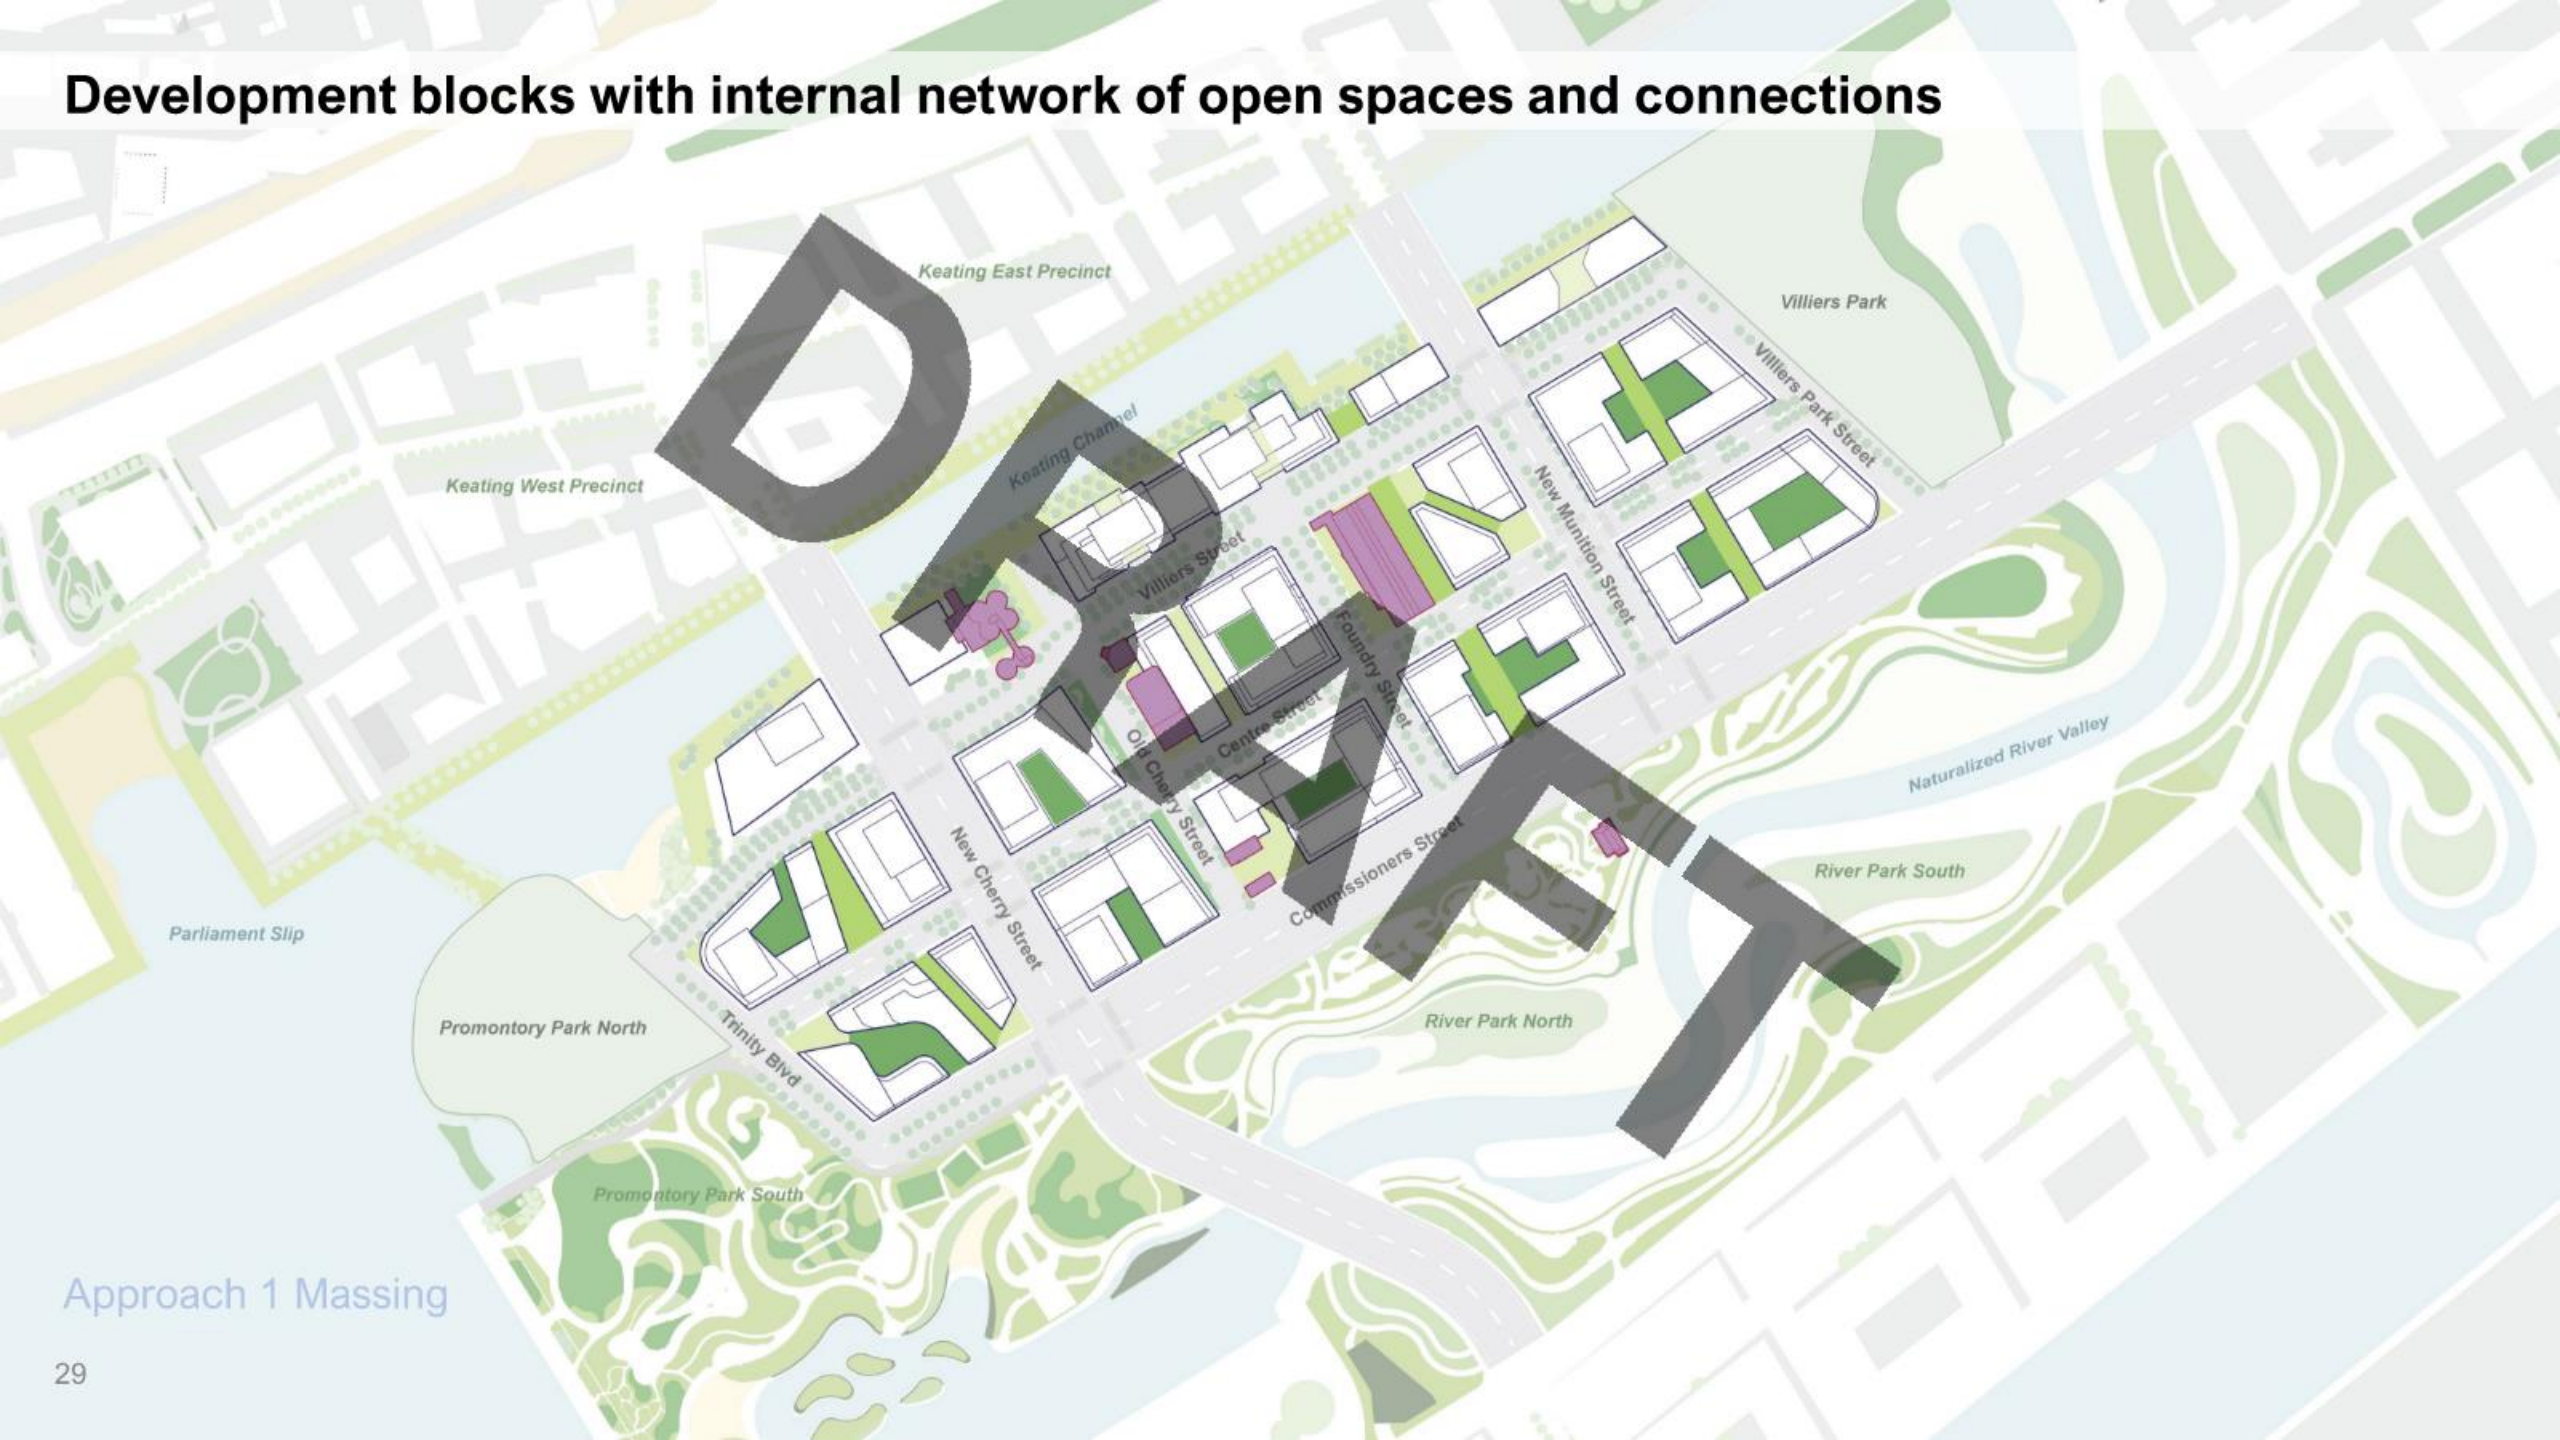 Development blocks with internal network of open spaces and connections
Keating East Precinct
Villiers Park
Villiers Park Street
Keating Channel
Keating West Precinct
New Munition Street
Villiers Street
Foundry Street
Centre Street
Old Cherry Street
Naturalized River Valley
New Cherry Street
Commissioners Street
River Park South
Parliament Slip
Promontory Park North
River Park North
Trinity Blvd
Promontory Park South
DRAFT
Approach 1 Massing
29